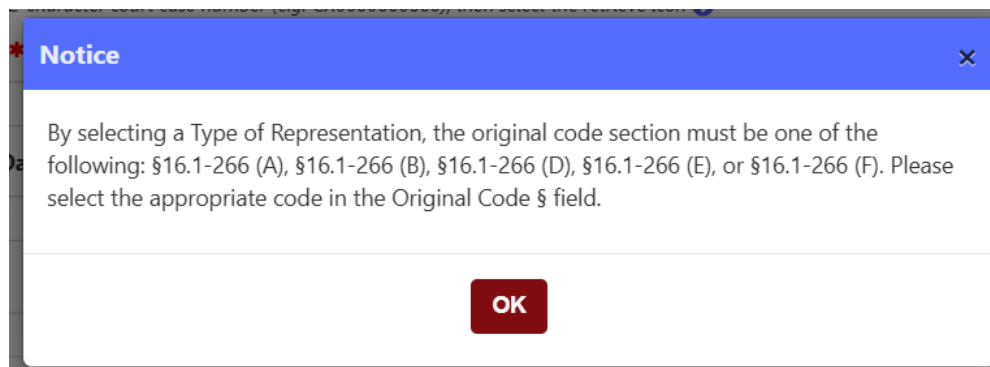 Notice
×
By selecting a Type of Representation, the original code section must be one of the
following: §16.1-266 (A), §16.1-266 (B), §16.1-266 (D), §16.1-266 (E), or §16.1-266 (F). Please
select the appropriate code in the Original Code § field.
OK